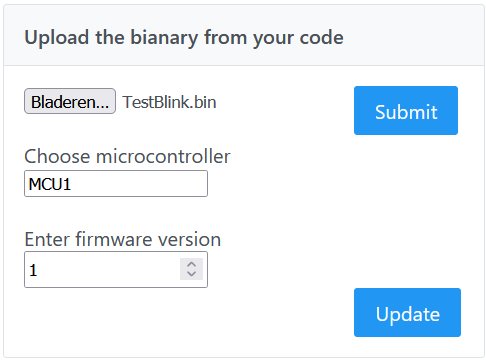 Upload the bianary from your code
Bladeren... TestBlink.bin
Submit
Choose microcontroller
MCU1
Enter firmware version
1
Update